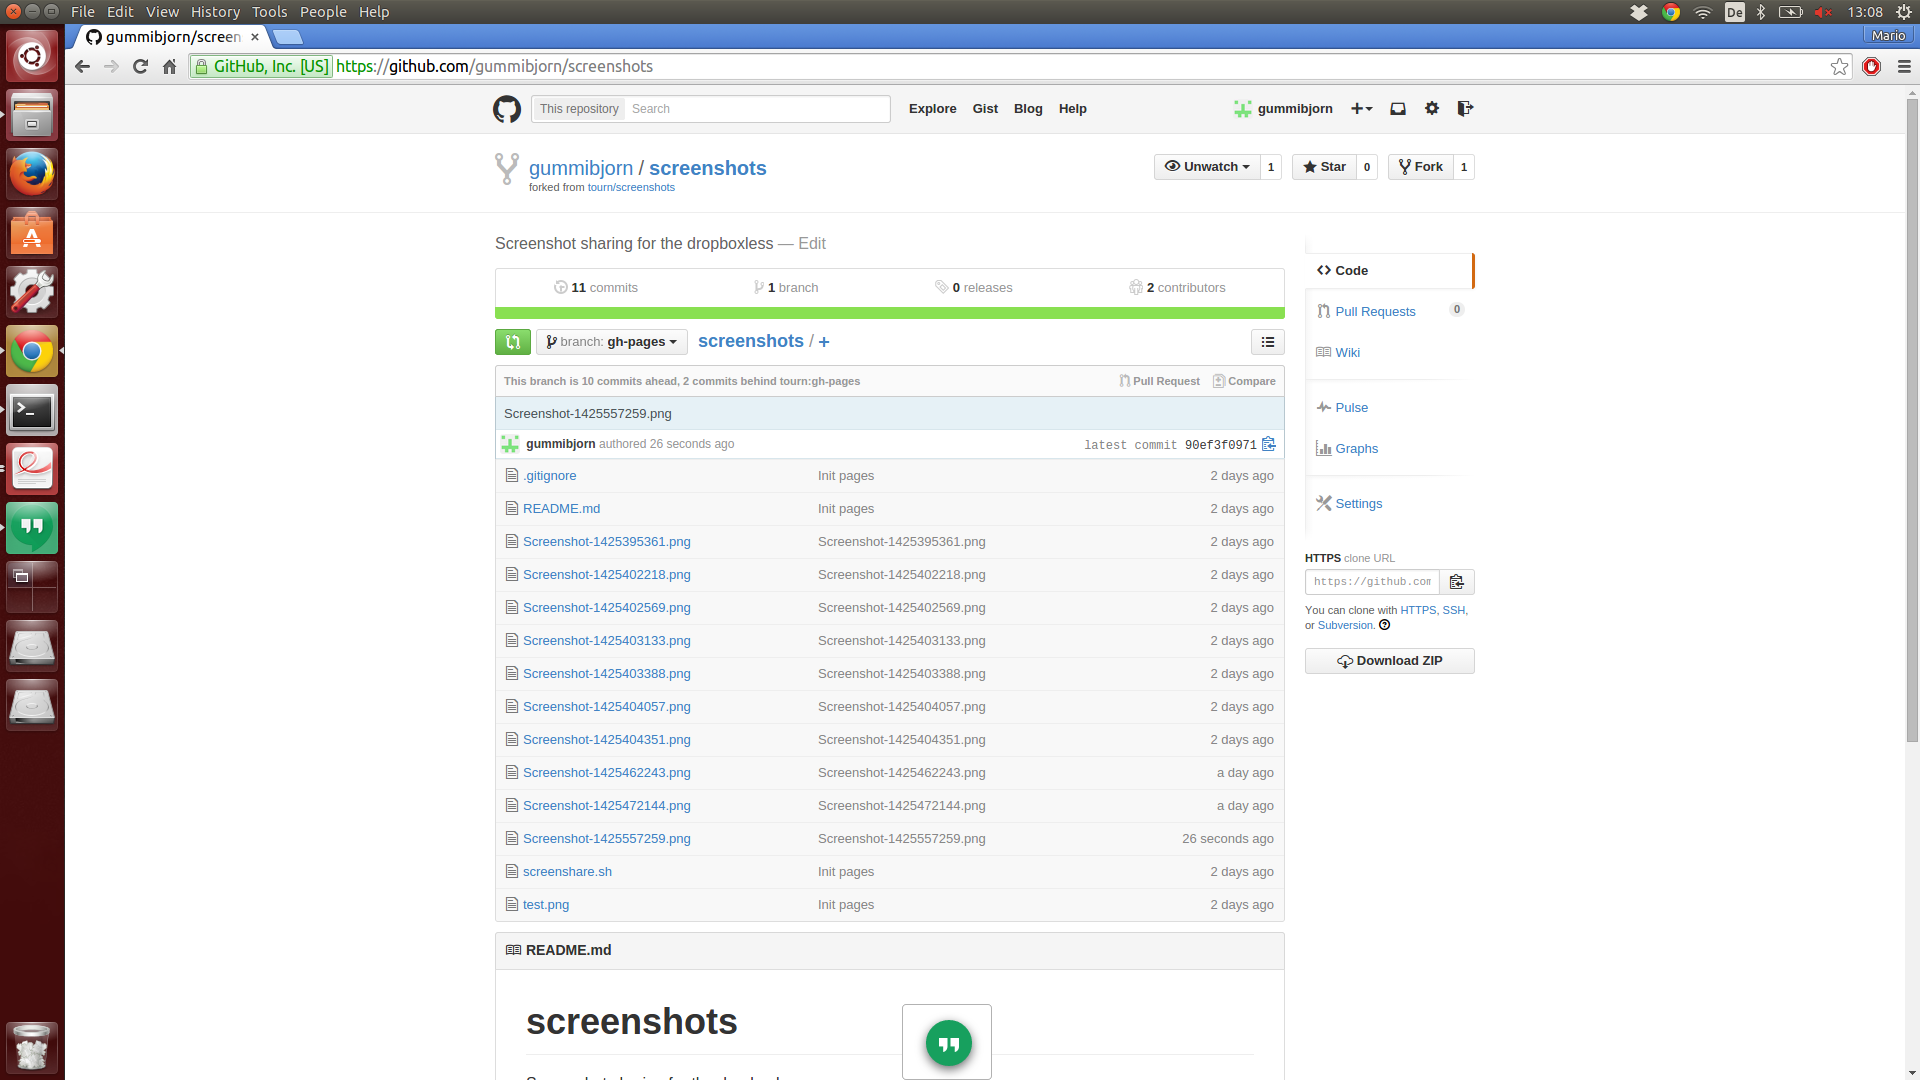 File Edit View History Tools People Help
De 13:08
gummibjorn/screen
Mario
GitHub, Inc. [US] https://github.com/gummibjorn/screenshots
This repository Search Explore Gist Blog Help gummibjorn
gummibjorn / screenshots
Unwatch 1 Star 0 Fork 1
forked from tourn/screenshots
Screenshot sharing for the dropboxless — Edit
11 commits 1 branch 0 releases 2 contributors
branch: gh-pages screenshots / +
This branch is 10 commits ahead, 2 commits behind tourn:gh-pages Pull Request Compare
Screenshot-1425557259.png
gummibjorn authored 26 seconds ago latest commit 90ef3f0971
.gitignore Init pages 2 days ago
README.md Init pages 2 days ago
Screenshot-1425395361.png Screenshot-1425395361.png 2 days ago
Screenshot-1425402218.png Screenshot-1425402218.png 2 days ago
Screenshot-1425402569.png Screenshot-1425402569.png 2 days ago
Screenshot-1425403133.png Screenshot-1425403133.png 2 days ago
Screenshot-1425403388.png Screenshot-1425403388.png 2 days ago
Screenshot-1425404057.png Screenshot-1425404057.png 2 days ago
Screenshot-1425404351.png Screenshot-1425404351.png 2 days ago
Screenshot-1425462243.png Screenshot-1425462243.png a day ago
Screenshot-1425472144.png Screenshot-1425472144.png a day ago
Screenshot-1425557259.png Screenshot-1425557259.png 26 seconds ago
screenshare.sh Init pages 2 days ago
test.png Init pages 2 days ago
README.md
screenshots
Code
Pull Requests 0
Wiki
Pulse
Graphs
Settings
HTTPS clone URL
https://github.com
You can clone with HTTPS, SSH,
or Subversion.
Download ZIP